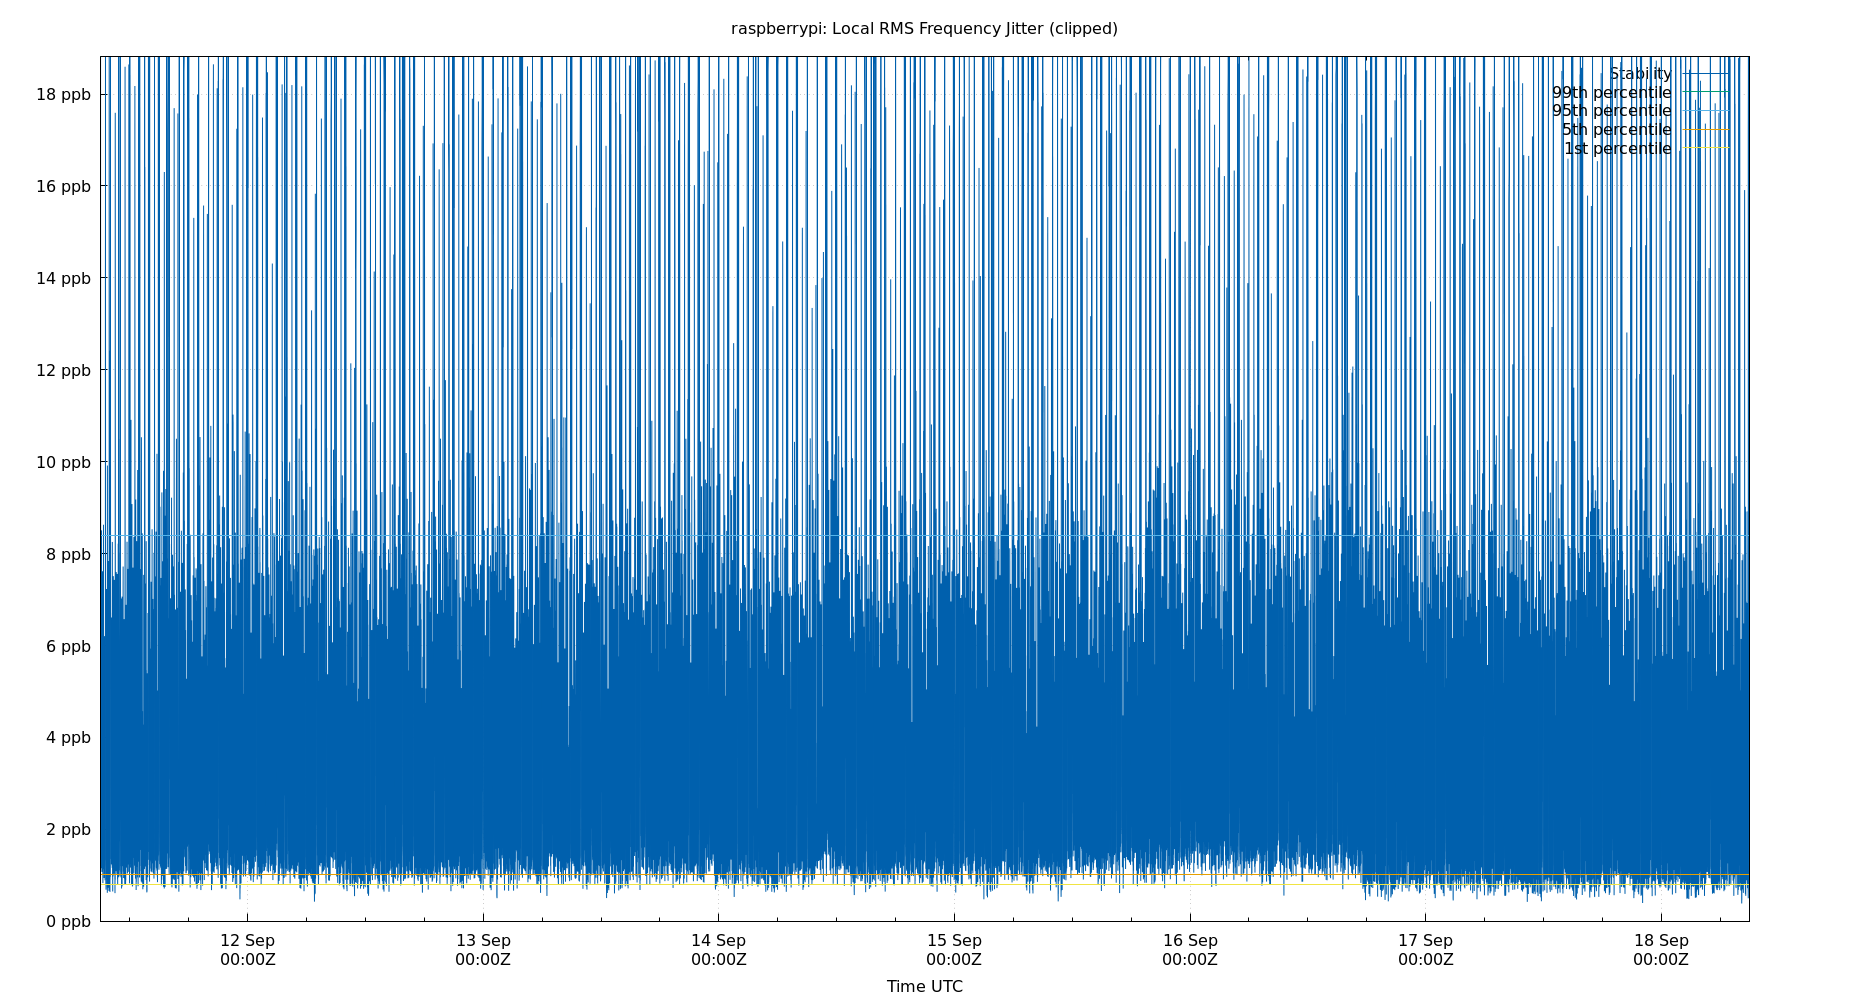 raspberrypi: Local RMS Frequency Jitter (clipped)
Stability
99th percentile
95th percentile
5th percentile
1st percentile
18 ppb
16 ppb
14 ppb
12 ppb
10 ppb
8 ppb
6 ppb
4 ppb
2 ppb
0 ppb
12 Sep 13 Sep 14 Sep 15 Sep 16 Sep 17 Sep 18 Sep
00:00Z 00:00Z 00:00Z 00:00Z 00:00Z 00:00Z 00:00Z
Time UTC